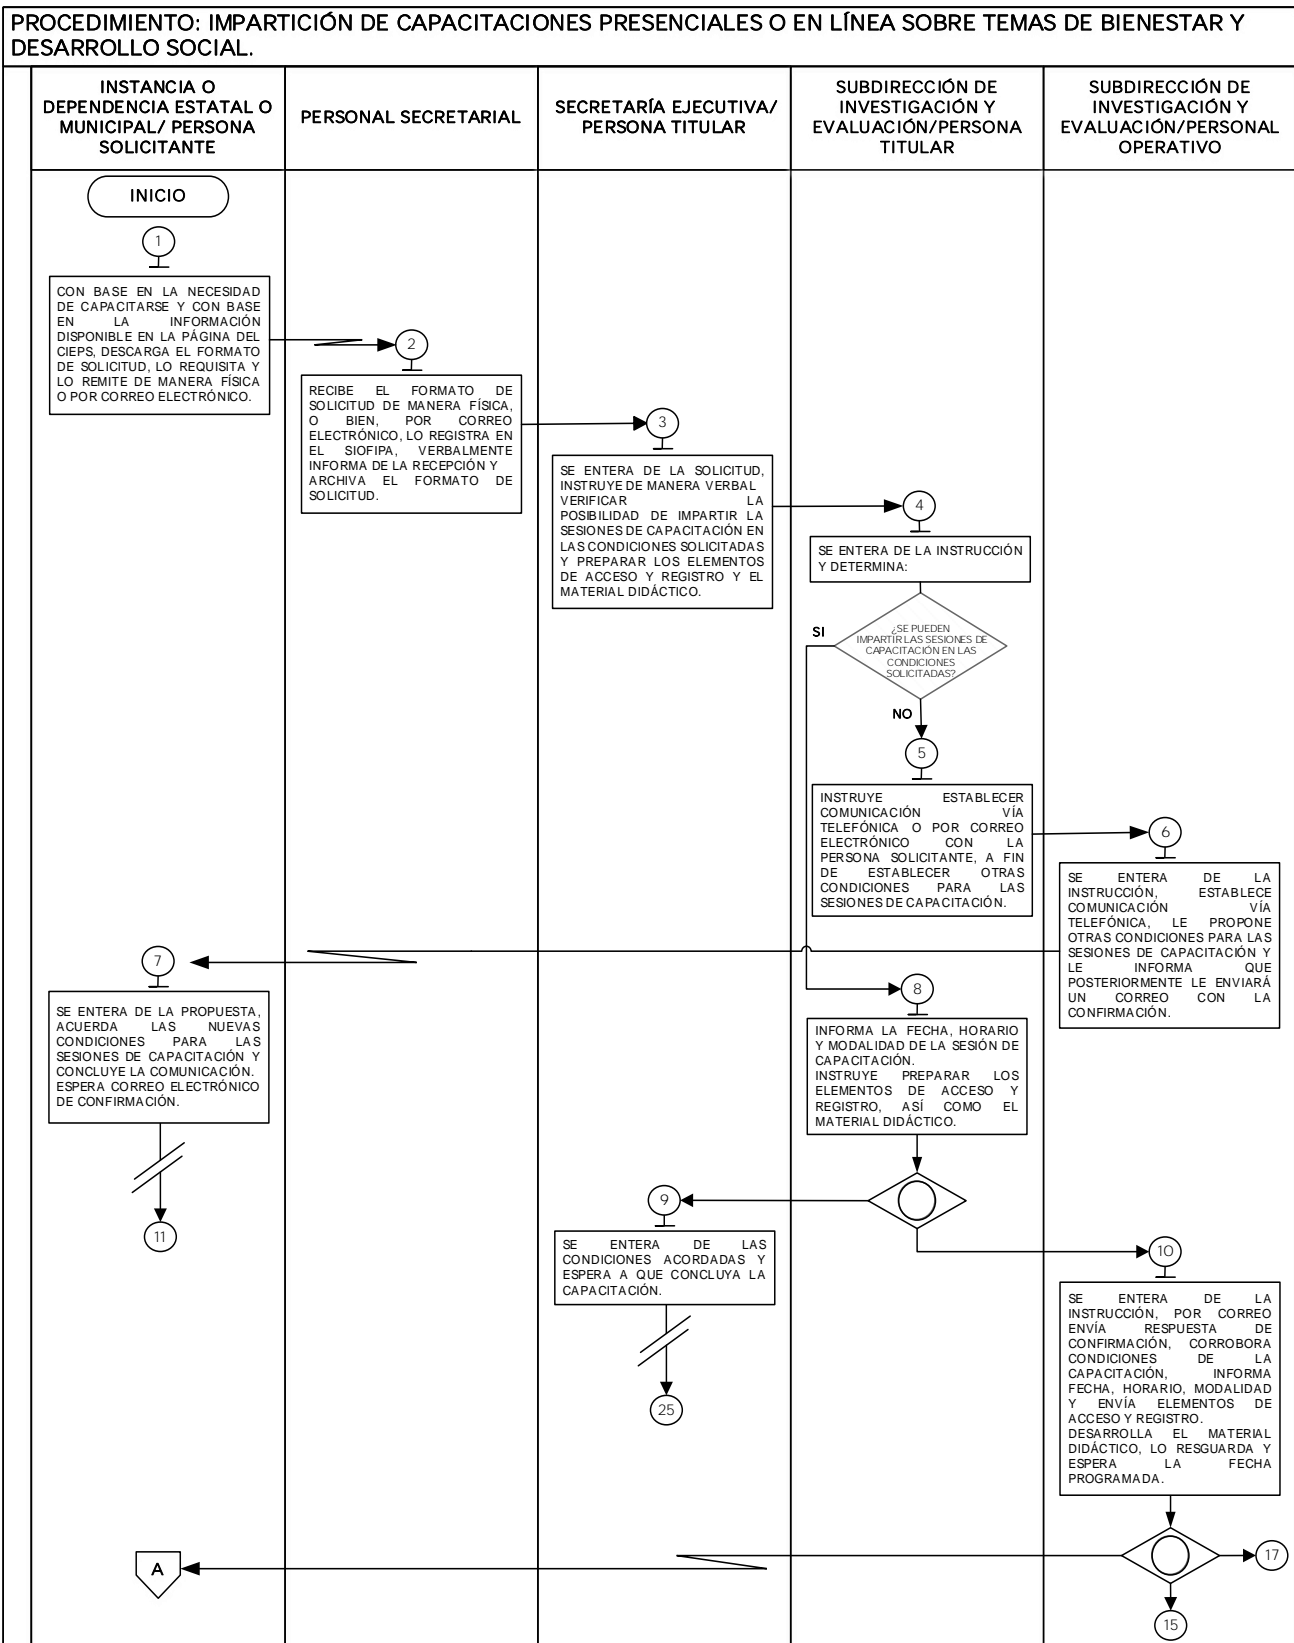 PROCEDIMIENTO: IMPARTICIÓN DE CAPACITACIONES PRESENCIALES O EN LÍNEA SOBRE TEMAS DE BIENESTAR Y
DESARROLLO SOCIAL.
INSTANCIA O
DEPENDENCIA ESTATAL O
MUNICIPAL/ PERSONA
SOLICITANTE
PERSONAL SECRETARIAL
SECRETARÍA EJECUTIVA/
PERSONA TITULAR
SUBDIRECCIÓN DE
INVESTIGACIÓN Y
EVALUACIÓN/PERSONA
TITULAR
SUBDIRECCIÓN DE
INVESTIGACIÓN Y
EVALUACIÓN/PERSONAL
OPERATIVO
INICIO
1
CON BASE EN LA NECESIDAD
DE CAPACITARSE Y CON BASE
EN LA INFORMACIÓN
DISPONIBLE EN LA PÁGINA DEL
CIEPS, DESCARGA EL FORMATO
DE SOLICITUD, LO REQUISITA Y
LO REMITE DE MANERA FÍSICA
O POR CORREO ELECTRÓNICO.
2
RECIBE EL FORMATO DE
SOLICITUD DE MANERA FÍSICA,
O BIEN, POR CORREO
ELECTRÓNICO, LO REGISTRA EN
EL SIOFIPA, VERBALMENTE
INFORMA DE LA RECEPCIÓN Y
ARCHIVA EL FORMATO DE
SOLICITUD.
3
SE ENTERA DE LA SOLICITUD,
INSTRUYE DE MANERA VERBAL
VERIFICAR LA
POSIBILIDAD DE IMPARTIR LA
SESIONES DE CAPACITACIÓN EN
LAS CONDICIONES SOLICITADAS
Y PREPARAR LOS ELEMENTOS
DE ACCESO Y REGISTRO Y EL
MATERIAL DIDÁCTICO.
4
SE ENTERA DE LA INSTRUCCIÓN
Y DETERMINA:
SI
¿SE PUEDEN
IMPARTIR LAS SESIONES DE
CAPACITACIÓN EN LAS
CONDICIONES
SOLICITADAS?
NO
5
INSTRUYE ESTABLECER
COMUNICACIÓN VÍA
TELEFÓNICA O POR CORREO
ELECTRÓNICO CON LA
PERSONA SOLICITANTE, A FIN
DE ESTABLECER OTRAS
CONDICIONES PARA LAS
SESIONES DE CAPACITACIÓN.
6
SE ENTERA DE LA
INSTRUCCIÓN, ESTABLECE
COMUNICACIÓN VÍA
TELEFÓNICA, LE PROPONE
OTRAS CONDICIONES PARA LAS
SESIONES DE CAPACITACIÓN Y
LE INFORMA QUE
POSTERIORMENTE LE ENVIARÁ
UN CORREO CON LA
CONFIRMACIÓN.
7
SE ENTERA DE LA PROPUESTA,
ACUERDA LAS NUEVAS
CONDICIONES PARA LAS
SESIONES DE CAPACITACIÓN Y
CONCLUYE LA COMUNICACIÓN.
ESPERA CORREO ELECTRÓNICO
DE CONFIRMACIÓN.
11
8
INFORMA LA FECHA, HORARIO
Y MODALIDAD DE LA SESIÓN DE
CAPACITACIÓN.
INSTRUYE PREPARAR LOS
ELEMENTOS DE ACCESO Y
REGISTRO, ASÍ COMO EL
MATERIAL DIDÁCTICO.
9
SE ENTERA DE LAS
CONDICIONES ACORDADAS Y
ESPERA A QUE CONCLUYA LA
CAPACITACIÓN.
25
10
SE ENTERA DE LA
INSTRUCCIÓN, POR CORREO
ENVÍA RESPUESTA DE
CONFIRMACIÓN, CORROBORA
CONDICIONES DE LA
CAPACITACIÓN, INFORMA
FECHA, HORARIO, MODALIDAD
Y ENVÍA ELEMENTOS DE
ACCESO Y REGISTRO.
DESARROLLA EL MATERIAL
DIDÁCTICO, LO RESGUARDA Y
ESPERA LA FECHA
PROGRAMADA.
A
17
15